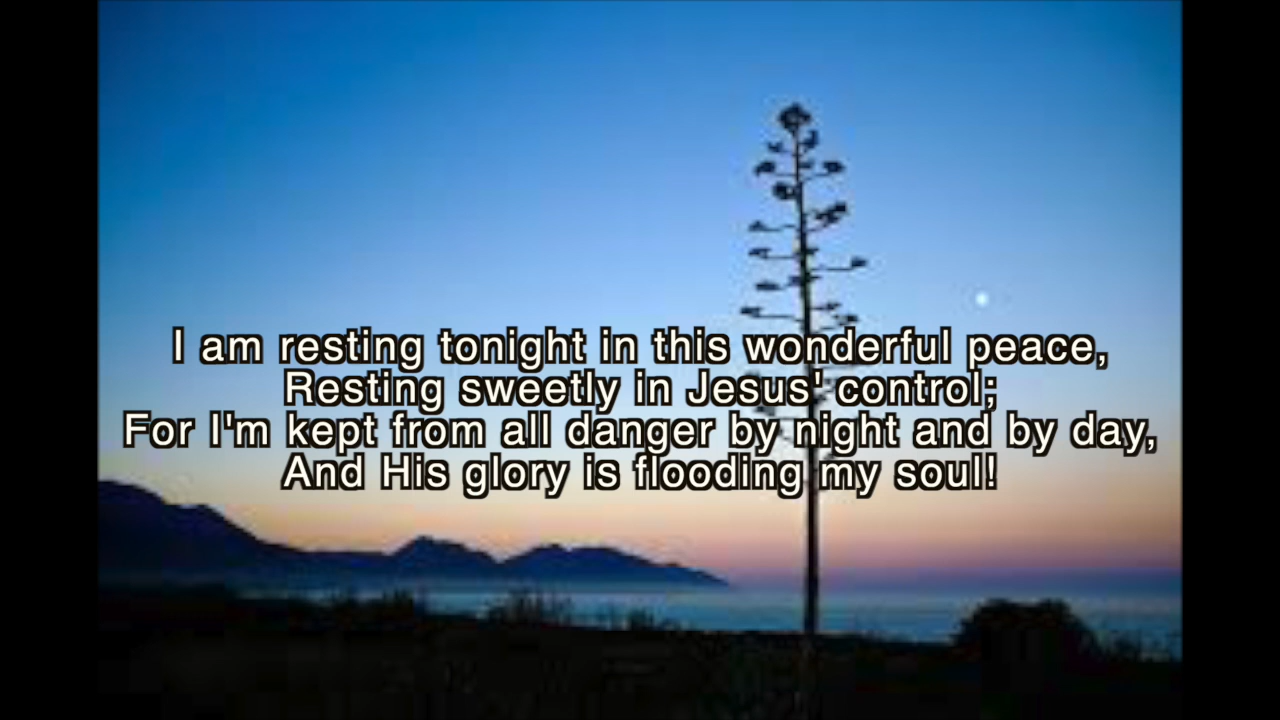 I am resting tonight in this wonderful peace,
Resting sweetly in Jesus' control;
For I'm kept from all danger by night and by day,
And His glory is flooding my soul!